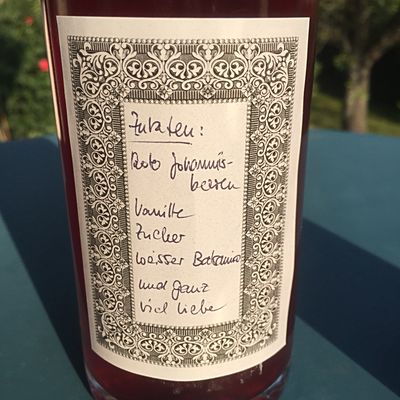 Zutaten:
Rote Johannis-
beeren
Vanille
Zucker
weisser Balsamico
und ganz
viel liebe